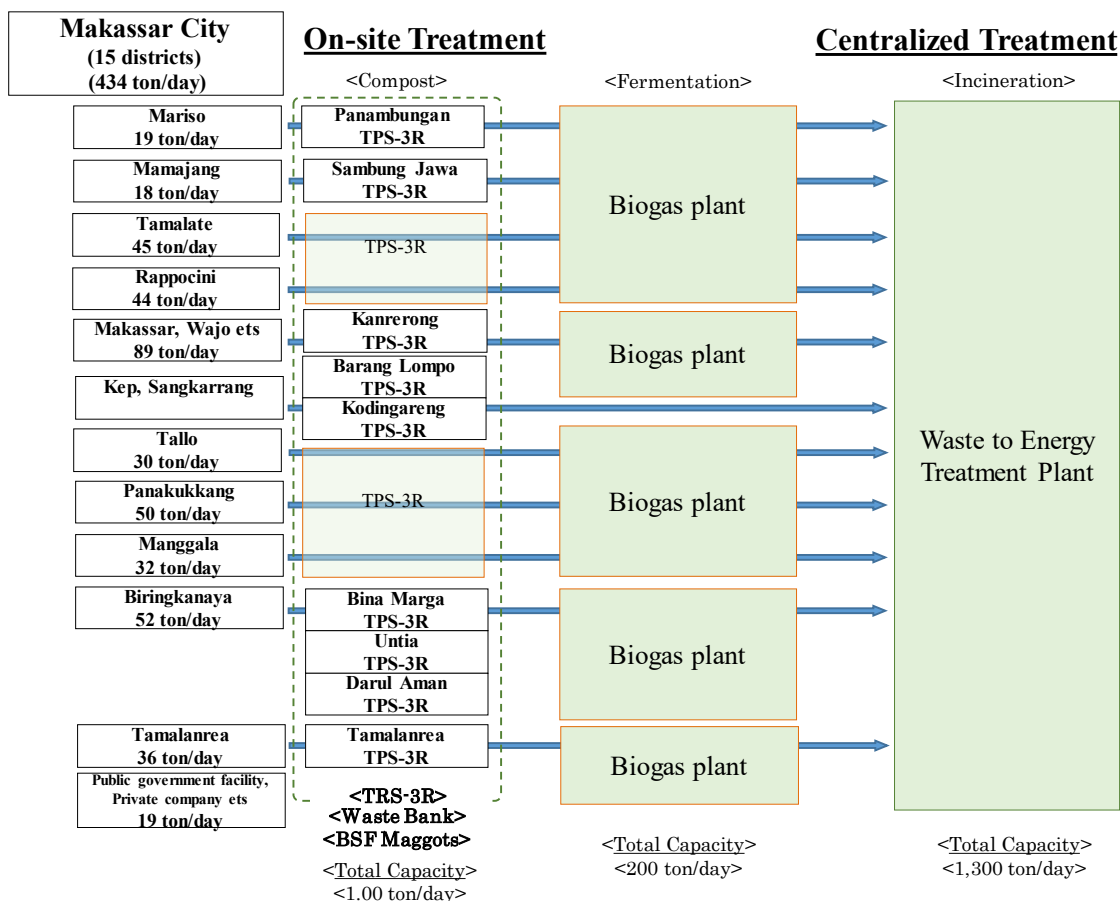 Makassar City
(15 districts)
(434 ton/day)
On-site Treatment
Centralized Treatment
<Compost>
<Fermentation>
<Incineration>
Mariso
19 ton/day
Mamajang
18 ton/day
Tamalate
45 ton/day
Rappocini
44 ton/day
Makassar, Wajo ets
89 ton/day
Kep, Sangkarrang
Tallo
30 ton/day
Panakukkang
50 ton/day
Manggala
32 ton/day
Biringkanaya
52 ton/day
Tamalanrea
36 ton/day
Public government facility,
Private company ets
19 ton/day
Panambungan
TPS-3R
Sambung Jawa
TPS-3R
TPS-3R
Kanrerong
TPS-3R
Barang Lompo
TPS-3R
Kodingareng
TPS-3R
TPS-3R
Bina Marga
TPS-3R
Untia
TPS-3R
Darul Aman
TPS-3R
Tamalanrea
TPS-3R
<TRS-3R>
<Waste Bank>
<BSF Maggots>
<Total Capacity>
<1.00 ton/day>
Biogas plant
Biogas plant
Biogas plant
Biogas plant
Biogas plant
<Total Capacity>
<200 ton/day>
Waste to Energy
Treatment Plant
<Total Capacity>
<1,300 ton/day>